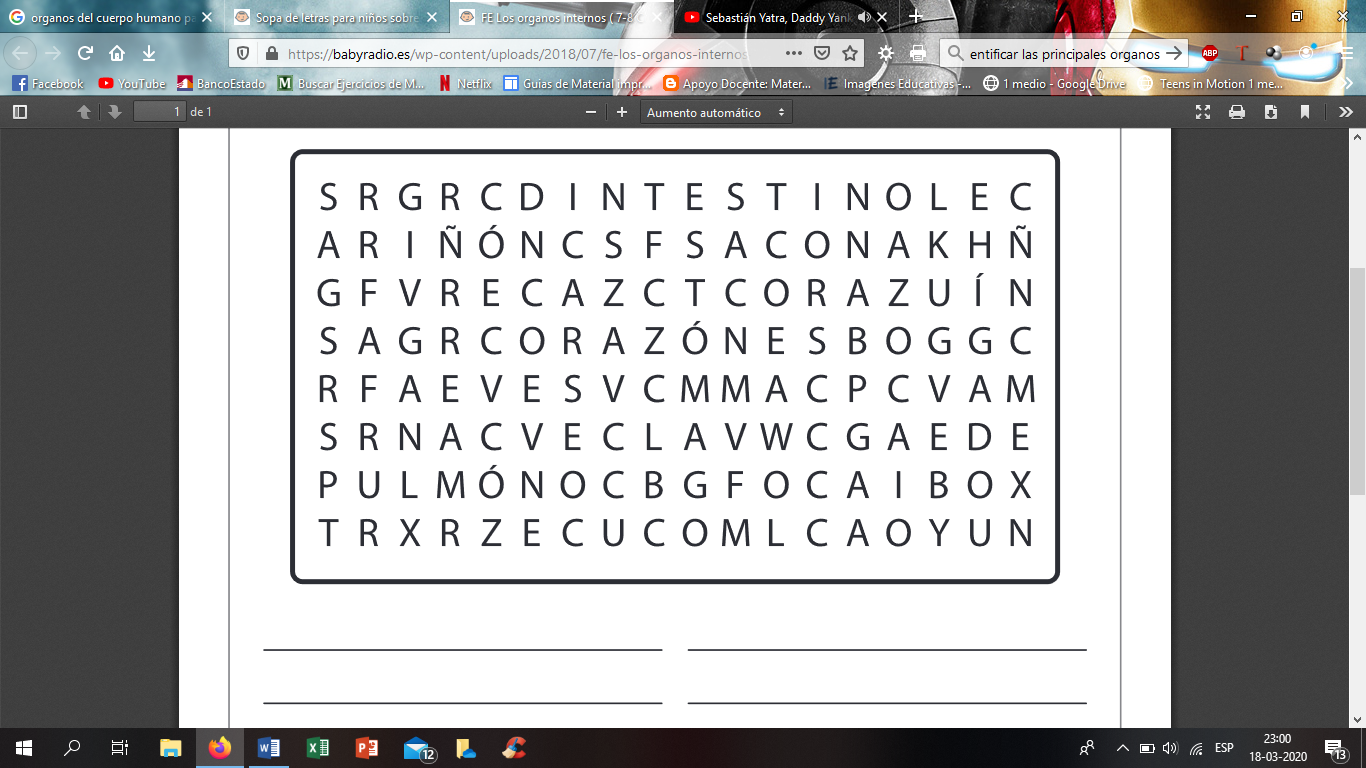 organos del cuerpo humano pa
Sopa de letras para niños sobre
FE Los organos internos ( 7-8
Sebastián Yatra, Daddy Yank
https://babyradio.es/wp-content/uploads/2018/07/fe-los-organos-internos
entificar las principales organos
ABP
Facebook
YouTube
BancoEstado
Buscar Ejercicios de M...
Netflix
Guias de Material impr...
Apoyo Docente: Mater...
Imagenes Educativas -...
1 medio - Google Drive
Teens in Motion 1 me...
1 de 1
Aumento automático
S R G R C D I N T E S T I N O L E C
A R I Ñ Ó N C S F S A C O N A K H Ñ
G F V R E C A Z C T C O R A Z U Í N
S A G R C O R A Z Ó N E S B O G G C
R F A E V E S V C M M A C P C V A M
S R N A C V E C L A V W C G A E D E
P U L M Ó N O C B G F O C A I B O X
T R X R Z E C U C O M L C A O Y U N
12
ESP
23:00
18-03-2020
13